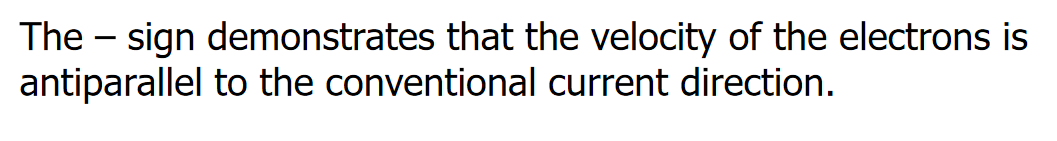 The – sign demonstrates that the velocity of the electrons is
antiparallel to the conventional current direction.